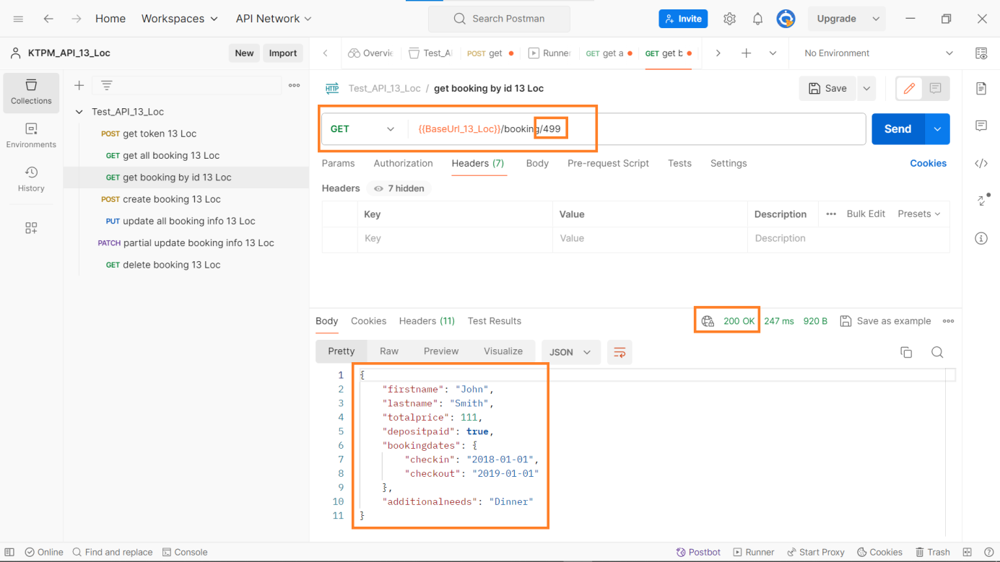 Home Workspaces API Network Search Postman Invite Upgrade
KTPM_API_13_Loc New Import Overvie Test_AI POST get Runner GET get a GET get b No Environment
Collections
Environments
History
Test_API_13_Loc
POST get token 13 Loc
GET get all booking 13 Loc
GET get booking by id 13 Loc
POST create booking 13 Loc
PUT update all booking info 13 Loc
PATCH partial update booking info 13 Loc
GET delete booking 13 Loc
HTTP Test_API_13_Loc / get booking by id 13 Loc Save
GET {{BaseUrl_13_Loc}}/booking/499 Send
Params Authorization Headers (7) Body Pre-request Script Tests Settings Cookies
Headers 7 hidden
Key Value Description Bulk Edit Presets
Key Value Description
Body Cookies Headers (11) Test Results 200 OK 247 ms 920 B Save as example
Pretty Raw Preview Visualize JSON
1 {
2 "firstname": "John",
3 "lastname": "Smith",
4 "totalprice": 111,
5 "depositpaid": true,
6 "bookingdates": {
7 "checkin": "2018-01-01",
8 "checkout": "2019-01-01"
9 },
10 "additionalneeds": "Dinner"
11 }
Online Find and replace Console Postbot Runner Start Proxy Cookies Trash